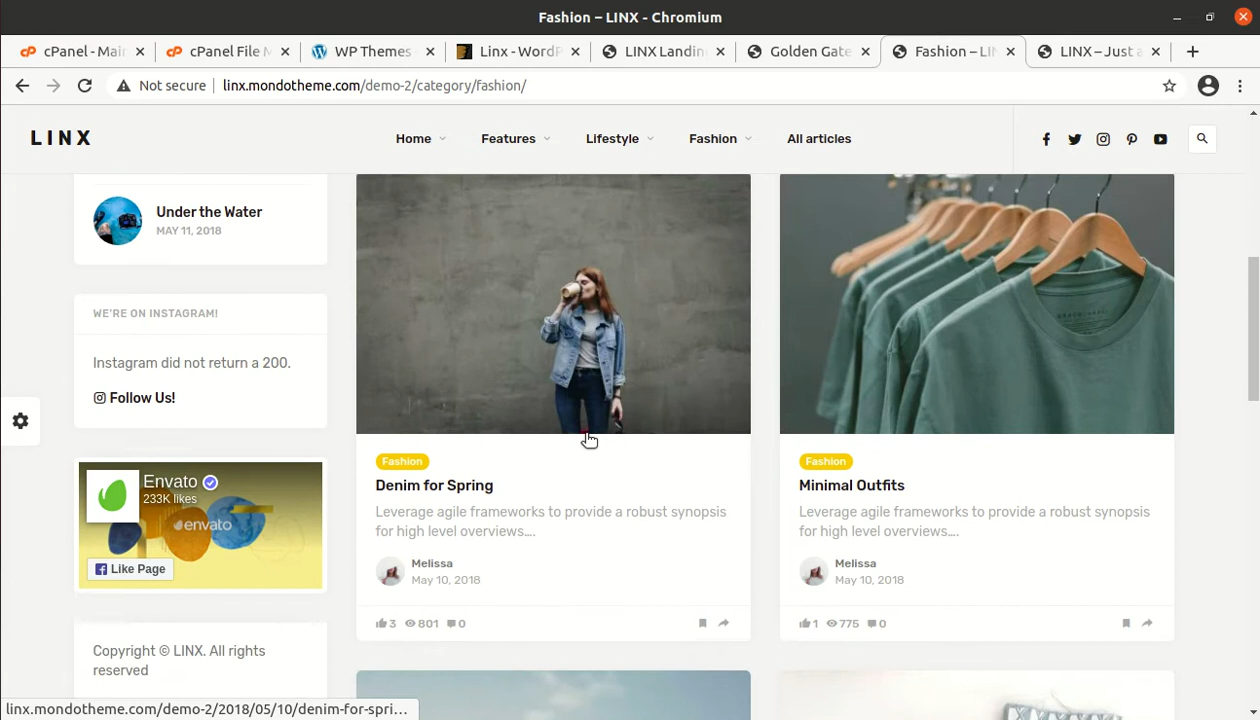 Fashion – LINX - Chromium
cPanel - Mai
cPanel File M
WP Themes
Linx - WordP
LINX Landin
Golden Gate
Fashion – LI
LINX – Just a
Not secure
linx.mondotheme.com/demo-2/category/fashion/
LINX
Home
Features
Lifestyle
Fashion
All articles
Under the Water
MAY 11, 2018
WE'RE ON INSTAGRAM!
Instagram did not return a 200.
Follow Us!
Envato
233K likes
envato
Like Page
Copyright © LINX. All rights
reserved
Fashion
Denim for Spring
Leverage agile frameworks to provide a robust synopsis
for high level overviews....
Melissa
May 10, 2018
3
801
0
Fashion
Minimal Outfits
Leverage agile frameworks to provide a robust synopsis
for high level overviews....
Melissa
May 10, 2018
1
775
0
linx.mondotheme.com/demo-2/2018/05/10/denim-for-spri...